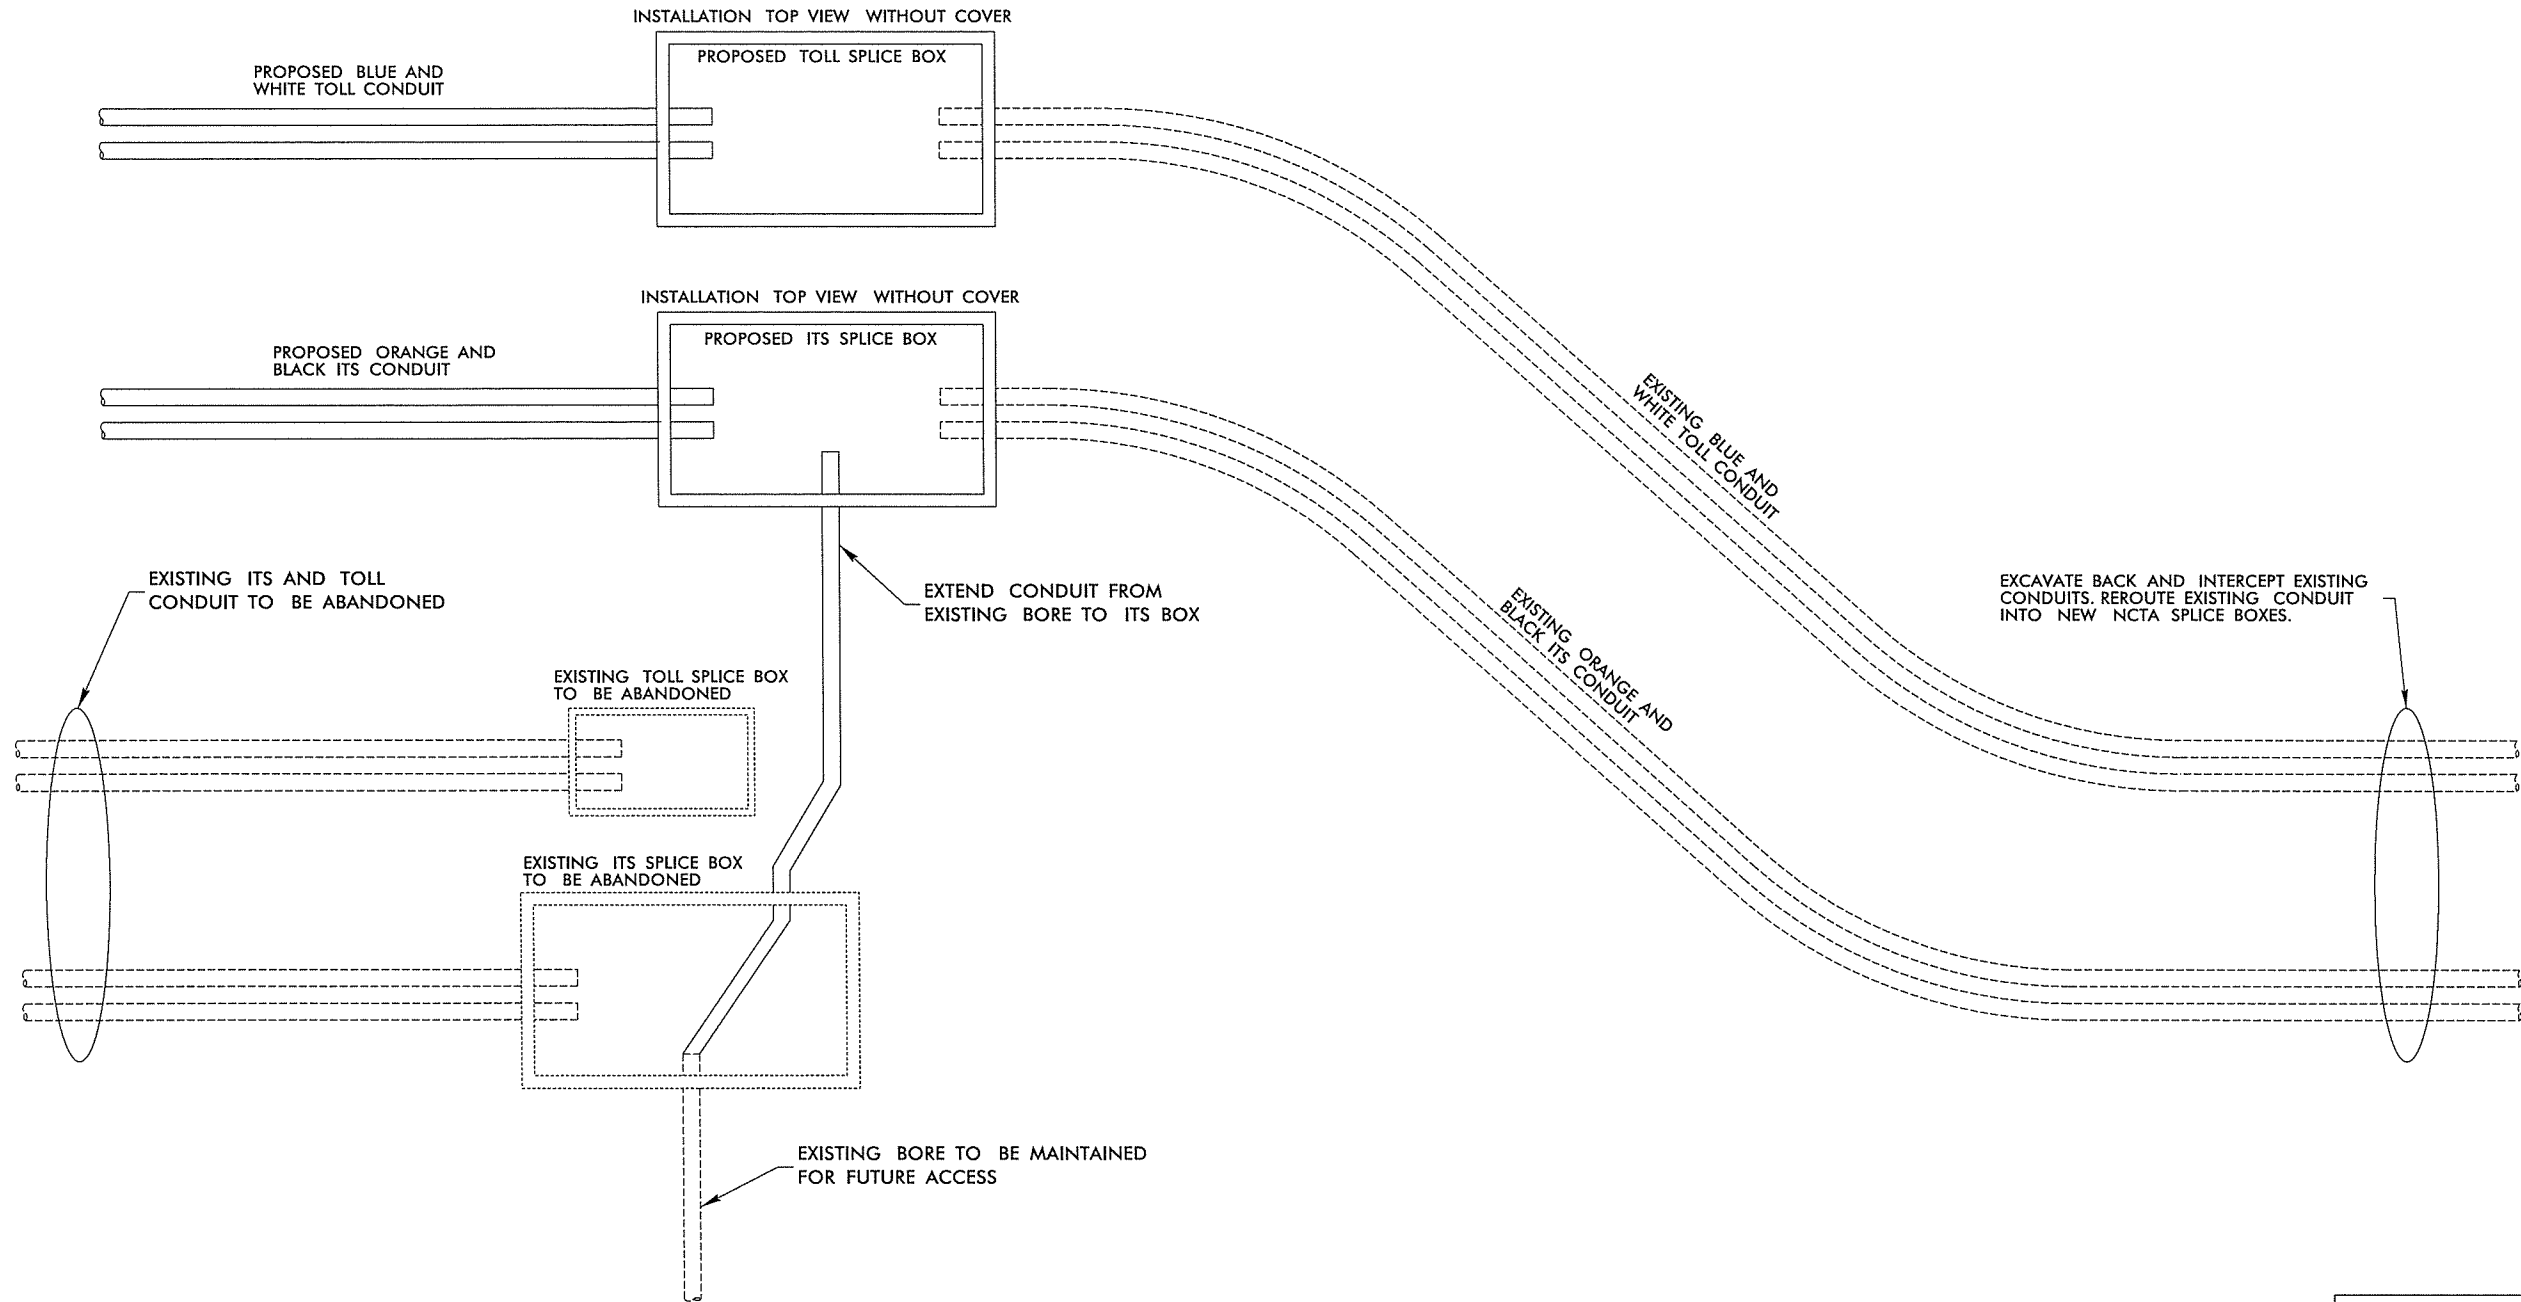 INSTALLATION TOP VIEW WITHOUT COVER
PROPOSED TOLL SPLICE BOX
PROPOSED BLUE AND
WHITE TOLL CONDUIT
INSTALLATION TOP VIEW WITHOUT COVER
PROPOSED ITS SPLICE BOX
PROPOSED ORANGE AND
BLACK ITS CONDUIT
EXISTING BLUE AND
WHITE TOLL CONDUIT
EXISTING ITS AND TOLL
CONDUIT TO BE ABANDONED
EXTEND CONDUIT FROM
EXISTING BORE TO ITS BOX
EXISTING ORANGE AND
BLACK ITS CONDUIT
EXCAVATE BACK AND INTERCEPT EXISTING
CONDUITS. REROUTE EXISTING CONDUIT
INTO NEW NCTA SPLICE BOXES.
EXISTING TOLL SPLICE BOX
TO BE ABANDONED
EXISTING ITS SPLICE BOX
TO BE ABANDONED
EXISTING BORE TO BE MAINTAINED
FOR FUTURE ACCESS